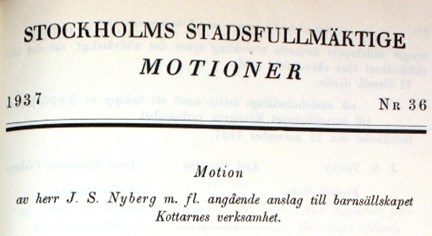 STOCKHOLMS STADSFULLMÄKTIGE
MOTIONER
1937 NR 36
Motion
av herr J. S. Nyberg m. fl. angående anslag till barnsällskapet
Kottarnes verksamhet.